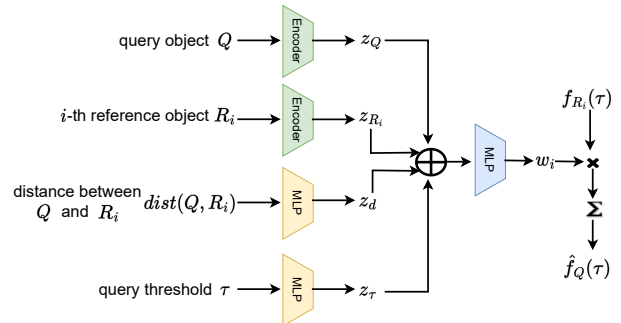 query object Q Encoder z_Q
i-th reference object R_i Encoder z_{R_i}
f_{R_i}(τ)
MLP w_i ×
distance between
Q and R_i dist(Q, R_i) MLP z_d
Σ
f̂_Q(τ)
query threshold τ MLP z_τ